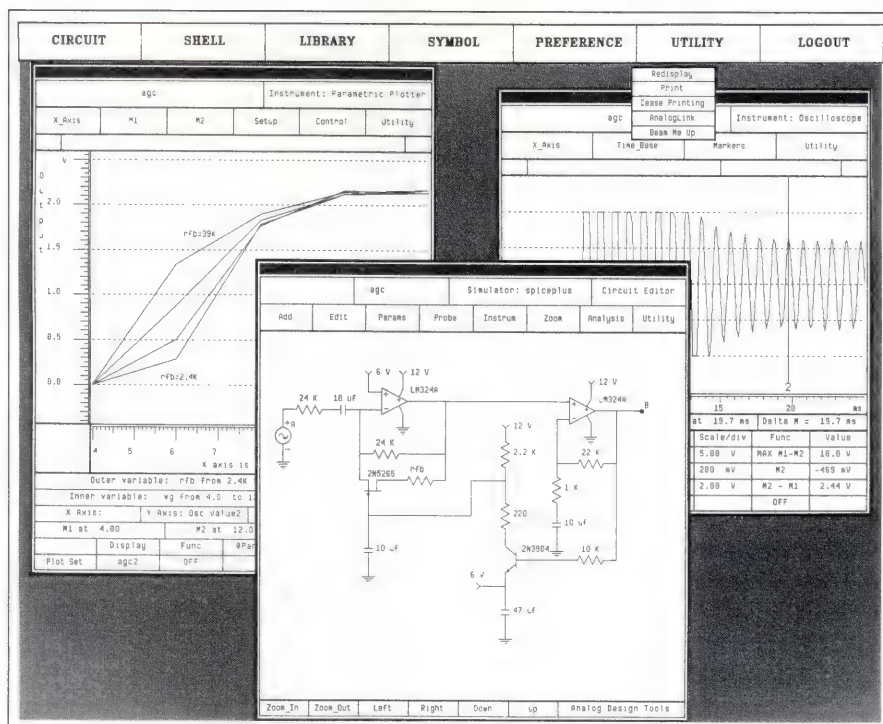 CIRCUIT SHELL LIBRARY SYMBOL PREFERENCE UTILITY LOGOUT
Redisplay
Print
Cease Printing
AnalogLink
Beam Me Up
agc Instrument: Parametric Plotter
X_Axis M1 M2 Setup Control Utility
V
Output
2.0
1.5
1.0
0.5
0.0
rfb=39K
rfb=2.4K
4 5 6 7
X axis is
Outer variable: rfb from 2.4K
Inner variable: vg from 4.0 to
X Axis: Y Axis: Osc value2
M1 at 4.00 M2 at 12.0
Display Func
Plot Set agc2 OFF
agc Instrument: Oscilloscope
X_Axis Time_Base Markers Utility
2
15 20 ms
at 19.7 ms Delta M = 19.7 ms
Scale/div Func Value
5.00 V MAX M1-M2 10.0 V
200 mV M2 -469 mV
2.00 V M2 - M1 2.44 V
OFF
agc Simulator: spiceplus Circuit Editor
Add Edit Params Probe Instrum Zoom Analysis Utility
6 V 12 V
LM324A
24 K 10 uf
A
24 K
2N5265 rfb
10 uf
12 V
2.2 K
220
12 V
LM324A
B
22 K
1 K
10 uf
2N3904 10 K
6 V
47 uf
Zoom_In Zoom_Out Left Right Down up Analog Design Tools